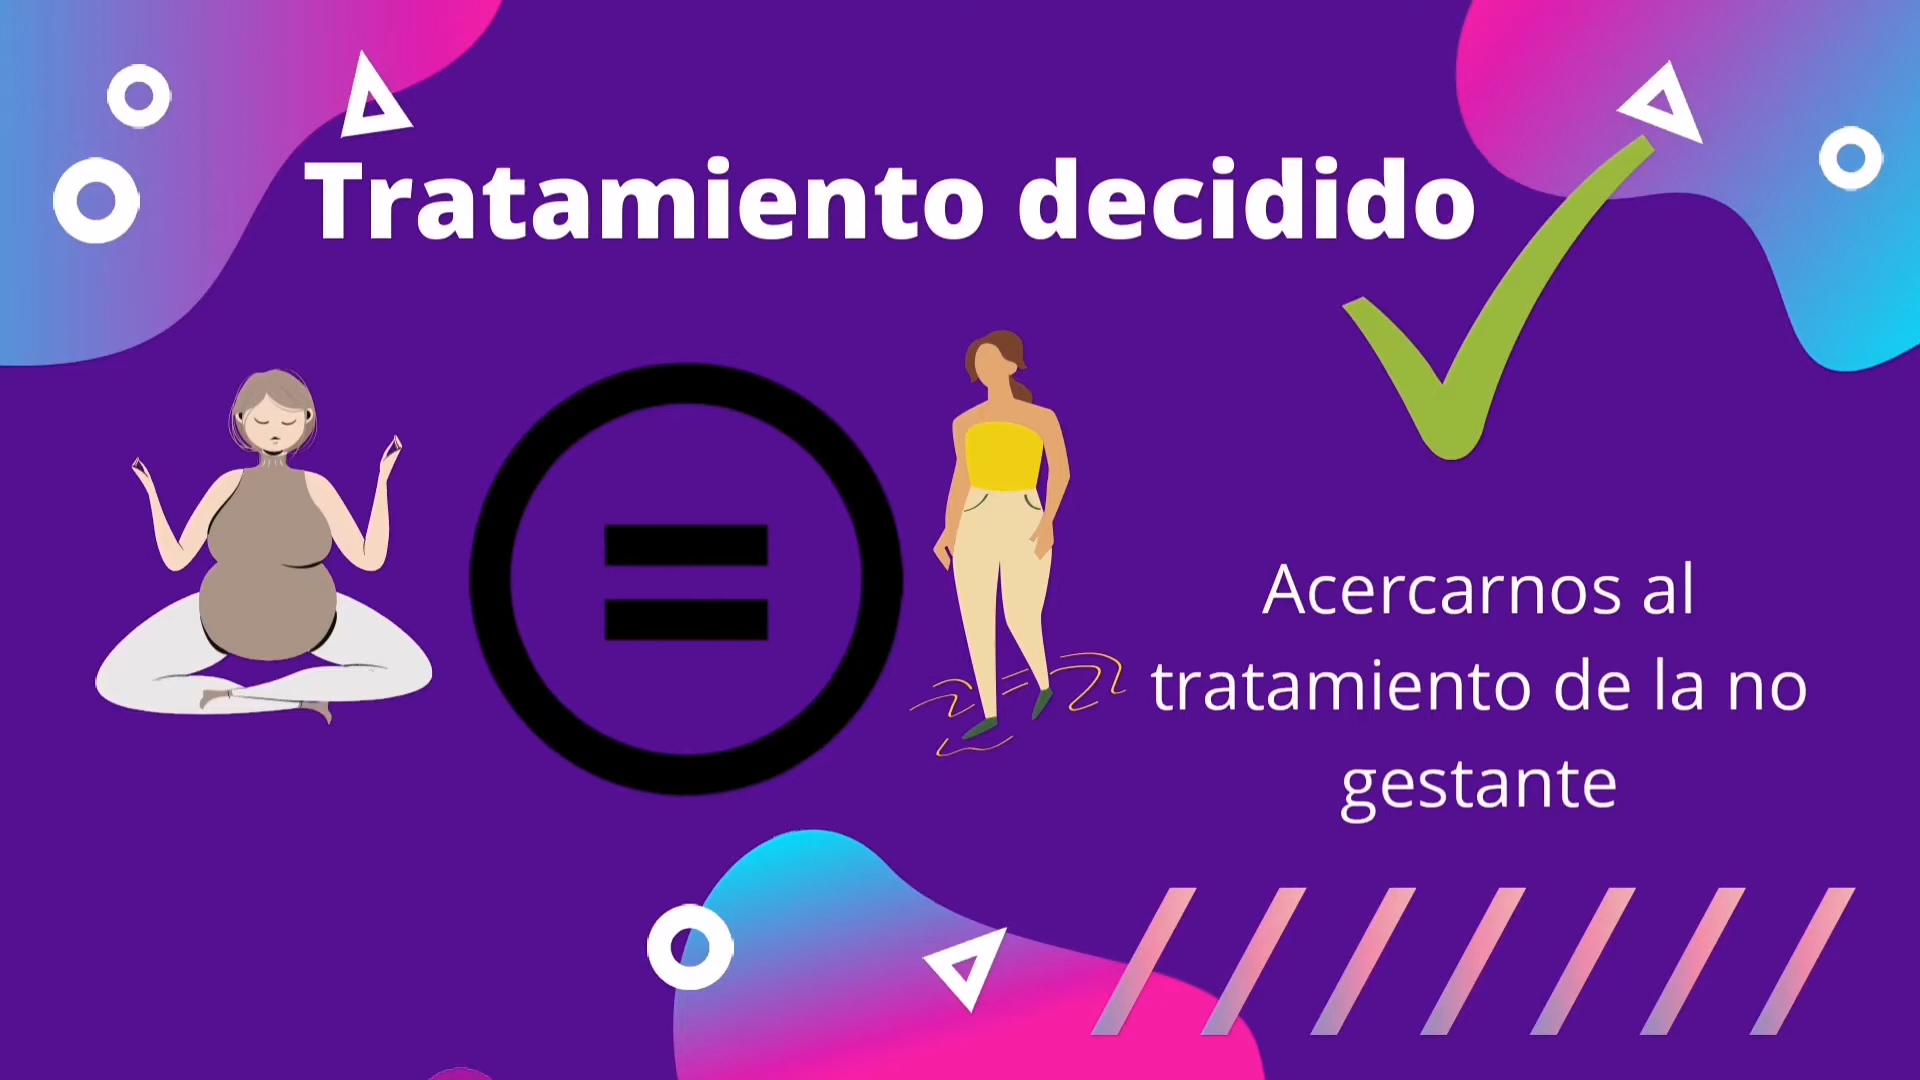 Tratamiento decidido
Acercarnos al
tratamiento de la no
gestante